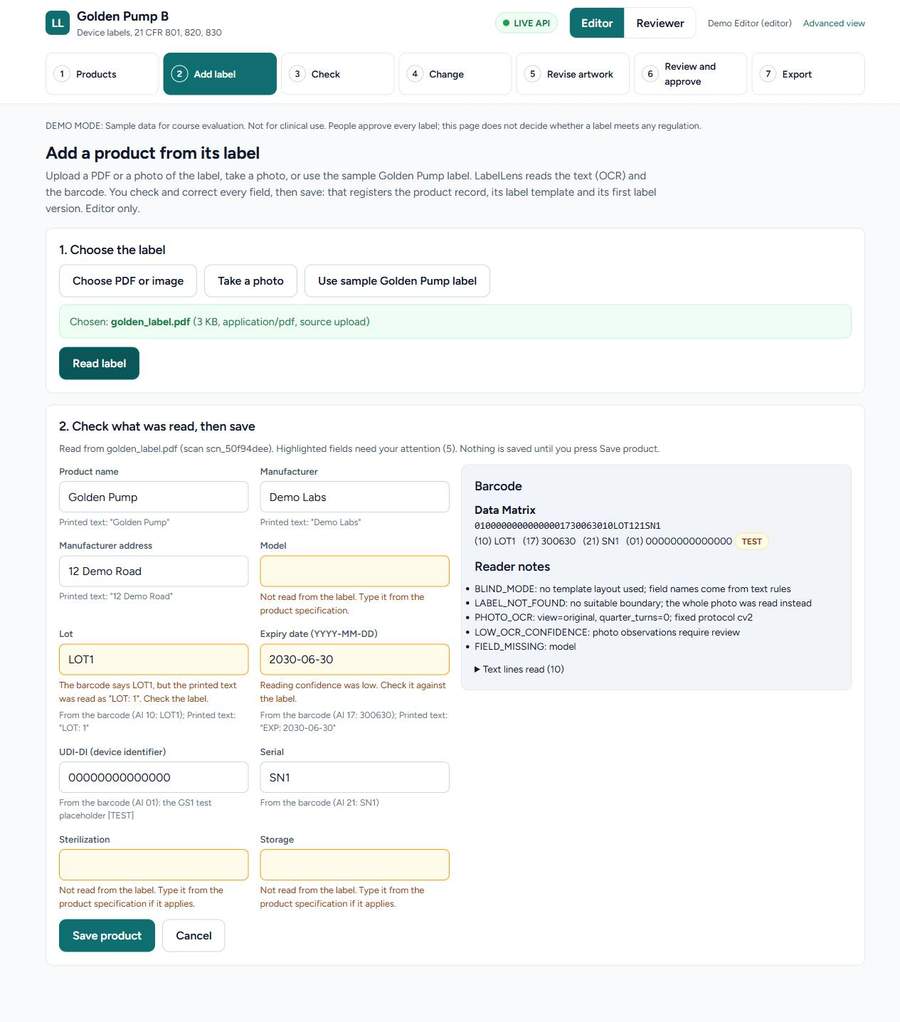 LL
Golden Pump B
Device labels, 21 CFR 801, 820, 830
LIVE API
Editor
Reviewer
Demo Editor (editor)
Advanced view
1 Products
2 Add label
3 Check
4 Change
5 Revise artwork
6 Review and
approve
7 Export
DEMO MODE: Sample data for course evaluation. Not for clinical use. People approve every label; this page does not decide whether a label meets any regulation.
Add a product from its label
Upload a PDF or a photo of the label, take a photo, or use the sample Golden Pump label. LabelLens reads the text (OCR) and
the barcode. You check and correct every field, then save: that registers the product record, its label template and its first label
version. Editor only.
1. Choose the label
Choose PDF or image
Take a photo
Use sample Golden Pump label
Chosen: golden_label.pdf (3 KB, application/pdf, source upload)
Read label
2. Check what was read, then save
Read from golden_label.pdf (scan scn_50f94dee). Highlighted fields need your attention (5). Nothing is saved until you press Save product.
Product name
Golden Pump
Printed text: "Golden Pump"
Manufacturer
Demo Labs
Printed text: "Demo Labs"
Manufacturer address
12 Demo Road
Printed text: "12 Demo Road"
Model
Not read from the label. Type it from the
product specification.
Lot
LOT1
The barcode says LOT1, but the printed text
was read as "LOT: 1". Check the label.
From the barcode (AI 10: LOT1); Printed text:
"LOT: 1"
Expiry date (YYYY-MM-DD)
2030-06-30
Reading confidence was low. Check it against
the label.
From the barcode (AI 17: 300630); Printed text:
"EXP: 2030-06-30"
UDI-DI (device identifier)
00000000000000
From the barcode (AI 01): the GS1 test
placeholder [TEST]
Serial
SN1
From the barcode (AI 21: SN1)
Sterilization
Not read from the label. Type it from the
product specification if it applies.
Storage
Not read from the label. Type it from the
product specification if it applies.
Save product
Cancel
Barcode
Data Matrix
01000000000000001730063010LOT121SN1
(10) LOT1 (17) 300630 (21) SN1 (01) 00000000000000 TEST
Reader notes
BLIND_MODE: no template layout used; field names come from text rules
LABEL_NOT_FOUND: no suitable boundary; the whole photo was read instead
PHOTO_OCR: view=original, quarter_turns=0; fixed protocol cv2
LOW_OCR_CONFIDENCE: photo observations require review
FIELD_MISSING: model
Text lines read (10)